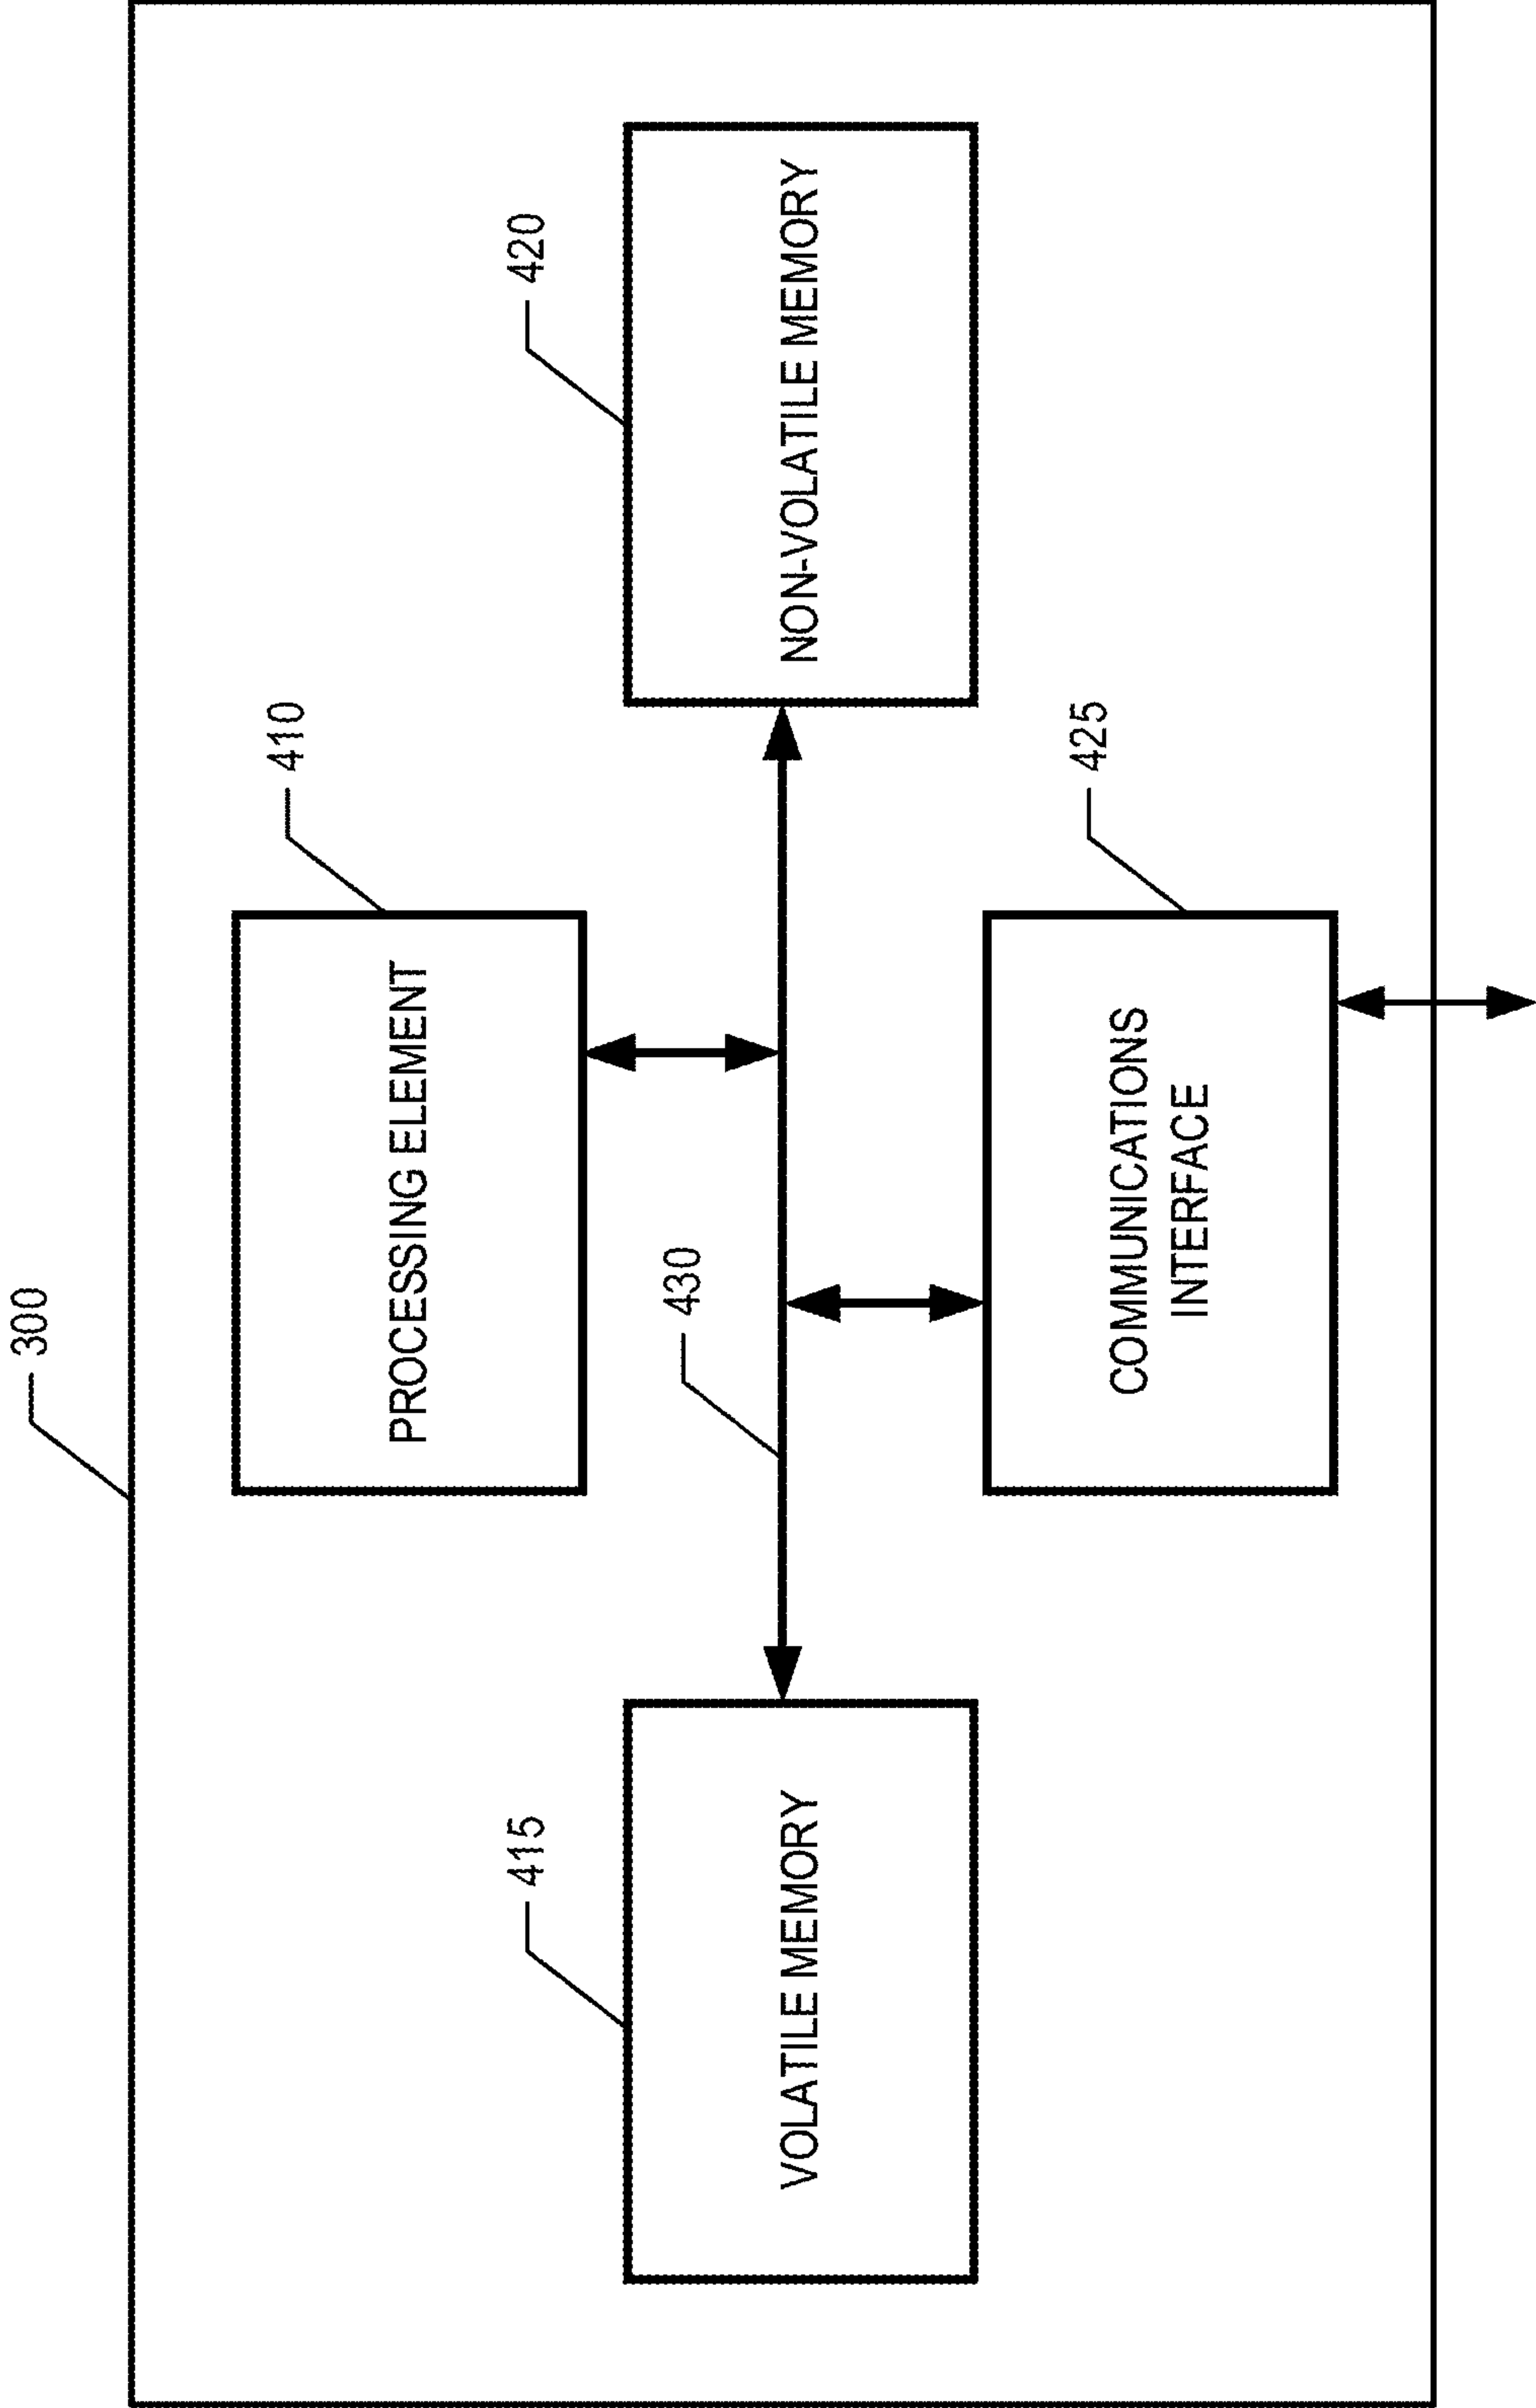 300
410
PROCESSING ELEMENT
415
420
VOLATILE MEMORY
430
NON-VOLATILE MEMORY
425
COMMUNICATIONS
INTERFACE